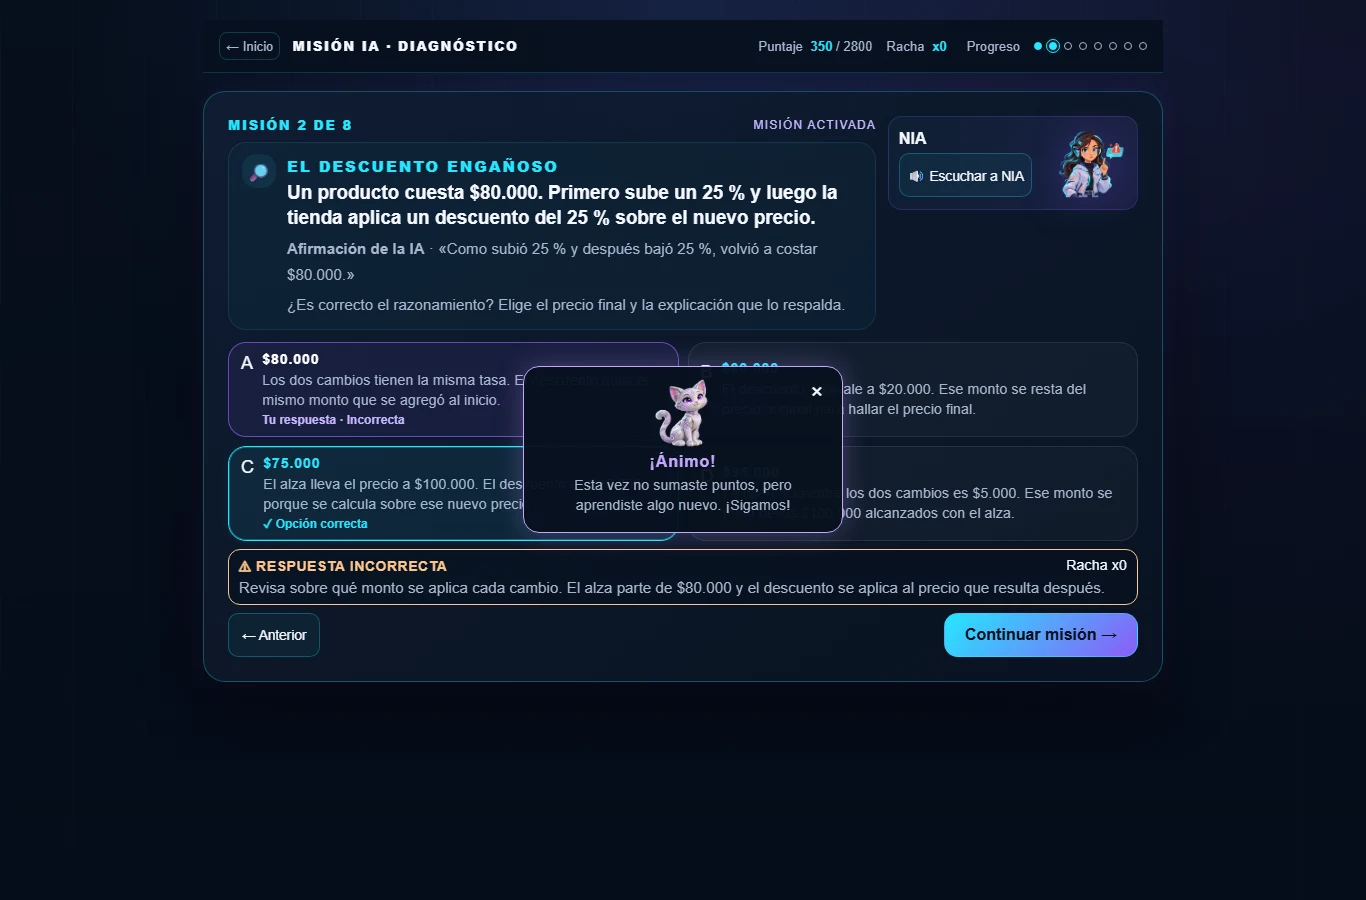 ← Inicio
MISIÓN IA · DIAGNÓSTICO
Puntaje 350 / 2800 Racha x0 Progreso
MISIÓN 2 DE 8
MISIÓN ACTIVADA
EL DESCUENTO ENGAÑOSO
Un producto cuesta $80.000. Primero sube un 25 % y luego la
tienda aplica un descuento del 25 % sobre el nuevo precio.
Afirmación de la IA · «Como subió 25 % y después bajó 25 %, volvió a costar
$80.000.»
¿Es correcto el razonamiento? Elige el precio final y la explicación que lo respalda.
NIA
Escuchar a NIA
A
$80.000
Los dos cambios tienen la misma tasa. E
mismo monto que se agregó al inicio.
Tu respuesta · Incorrecta
ale a $20.000. Ese monto se resta del
hallar el precio final.
C
$75.000
El alza lleva el precio a $100.000. El des
porque se calcula sobre ese nuevo preci
✓ Opción correcta
los dos cambios es $5.000. Ese monto se
000 alcanzados con el alza.
×
¡Ánimo!
Esta vez no sumaste puntos, pero
aprendiste algo nuevo. ¡Sigamos!
⚠ RESPUESTA INCORRECTA
Racha x0
Revisa sobre qué monto se aplica cada cambio. El alza parte de $80.000 y el descuento se aplica al precio que resulta después.
← Anterior
Continuar misión →